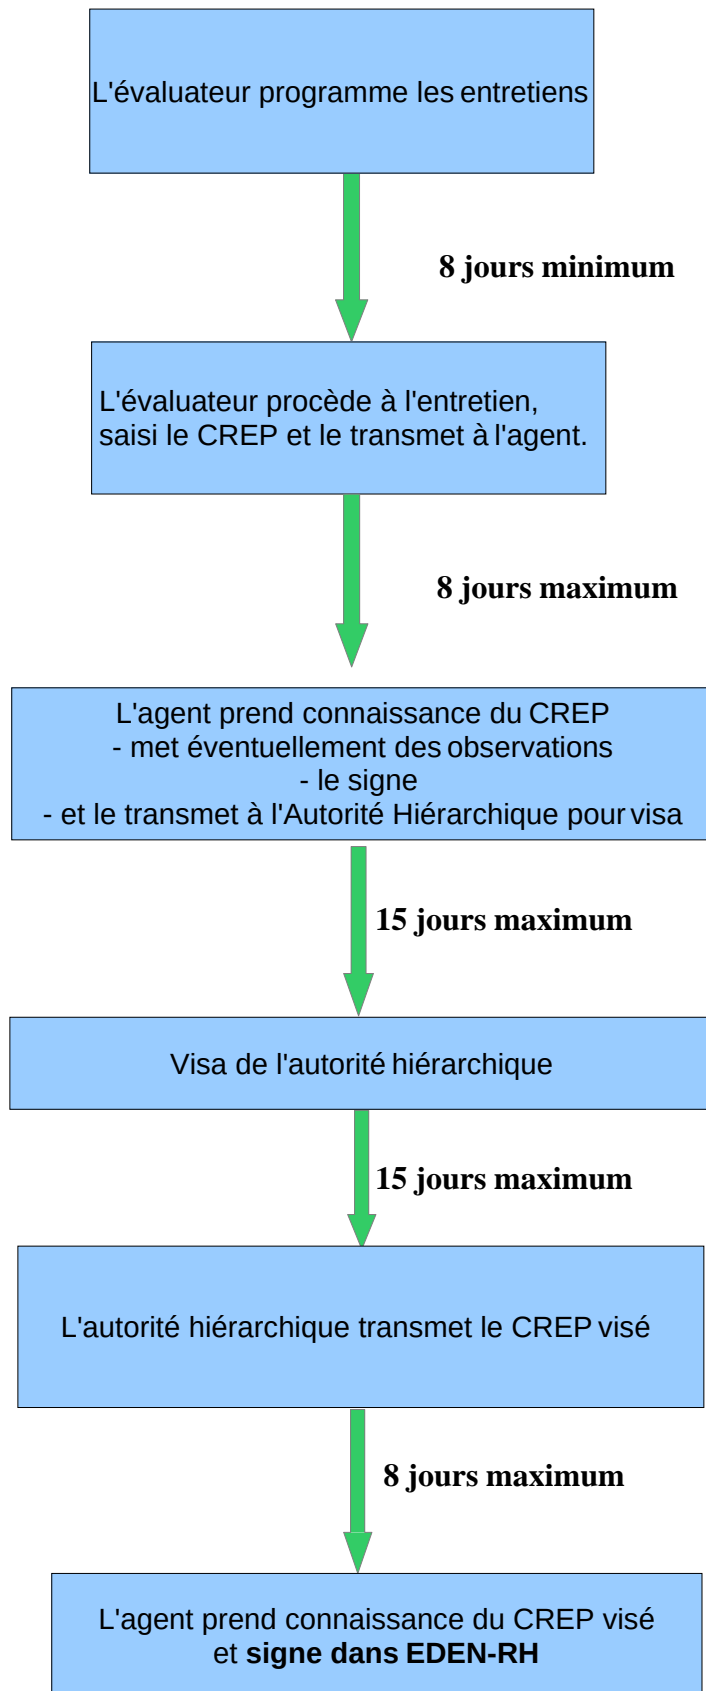 L'évaluateur programme les entretiens
8 jours minimum
L'évaluateur procède à l'entretien,
saisi le CREP et le transmet à l'agent.
8 jours maximum
L'agent prend connaissance du CREP
- met éventuellement des observations
- le signe
- et le transmet à l'Autorité Hiérarchique pour visa
15 jours maximum
Visa de l'autorité hiérarchique
15 jours maximum
L'autorité hiérarchique transmet le CREP visé
8 jours maximum
L'agent prend connaissance du CREP visé
et signe dans EDEN-RH